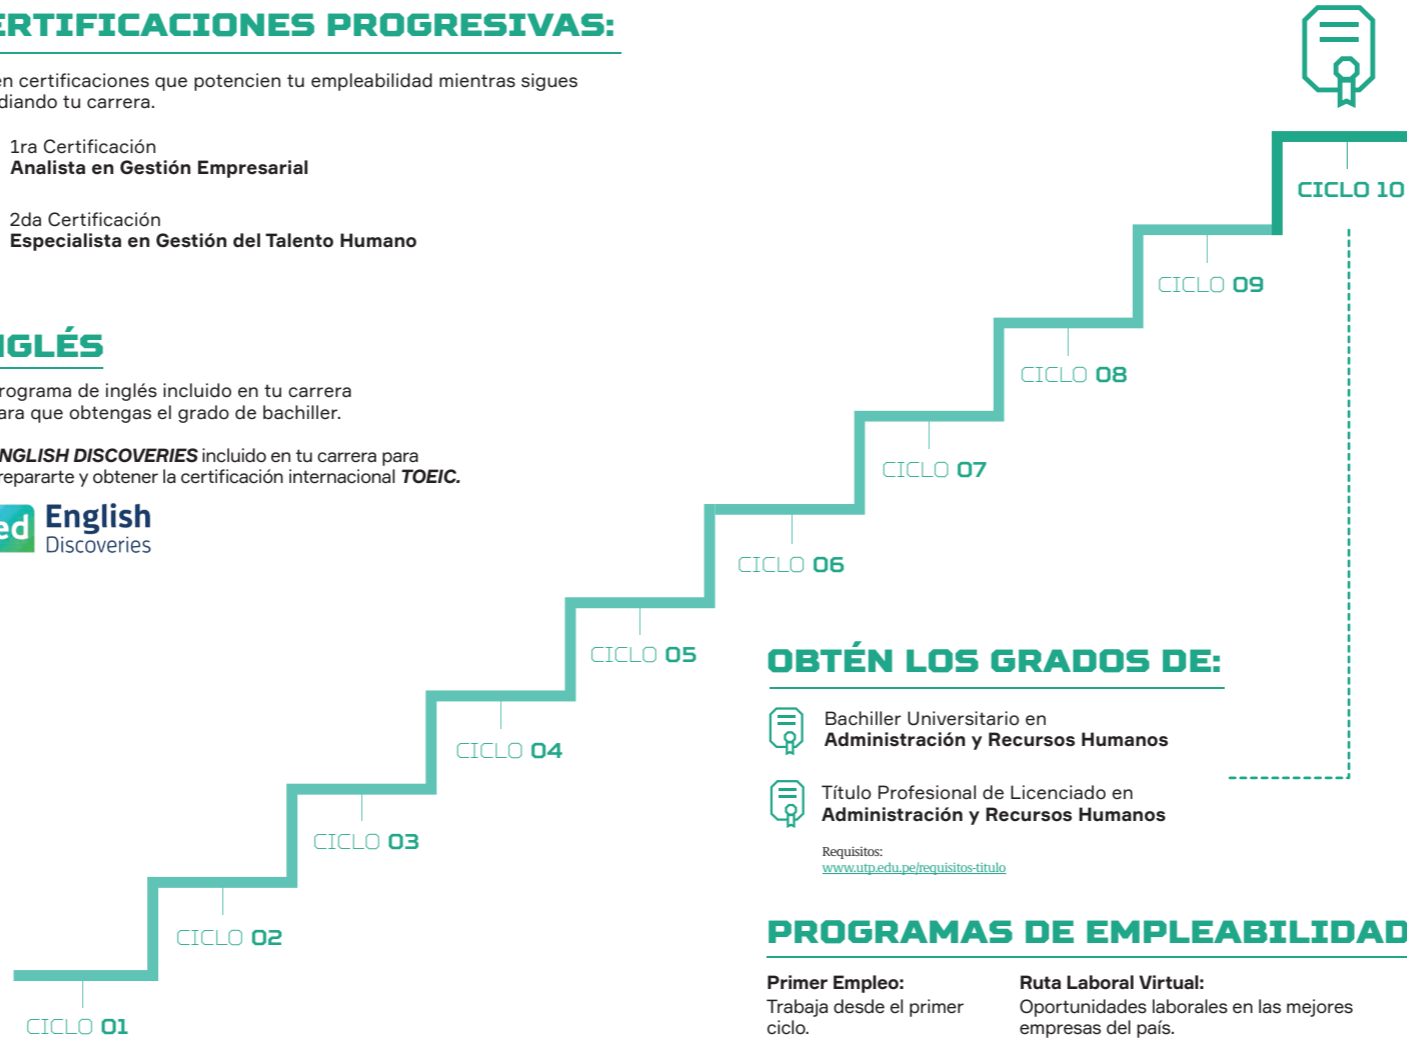 ERTIFICACIONES PROGRESIVAS:
en certificaciones que potencien tu empleabilidad mientras sigues
diando tu carrera.
1ra Certificación
Analista en Gestión Empresarial
2da Certificación
Especialista en Gestión del Talento Humano
NGLÉS
rograma de inglés incluido en tu carrera
ara que obtengas el grado de bachiller.
NGLISH DISCOVERIES incluido en tu carrera para
repararte y obtener la certificación internacional TOEIC.
ed English
Discoveries
CICLO 10
CICLO 09
CICLO 08
CICLO 07
CICLO 06
CICLO 05
CICLO 04
CICLO 03
CICLO 02
CICLO 01
OBTÉN LOS GRADOS DE:
Bachiller Universitario en
Administración y Recursos Humanos
Título Profesional de Licenciado en
Administración y Recursos Humanos
Requisitos:
www.utp.edu.pe/requisitos-titulo
PROGRAMAS DE EMPLEABILIDAD
Primer Empleo:
Trabaja desde el primer
ciclo.
Ruta Laboral Virtual:
Oportunidades laborales en las mejores
empresas del país.